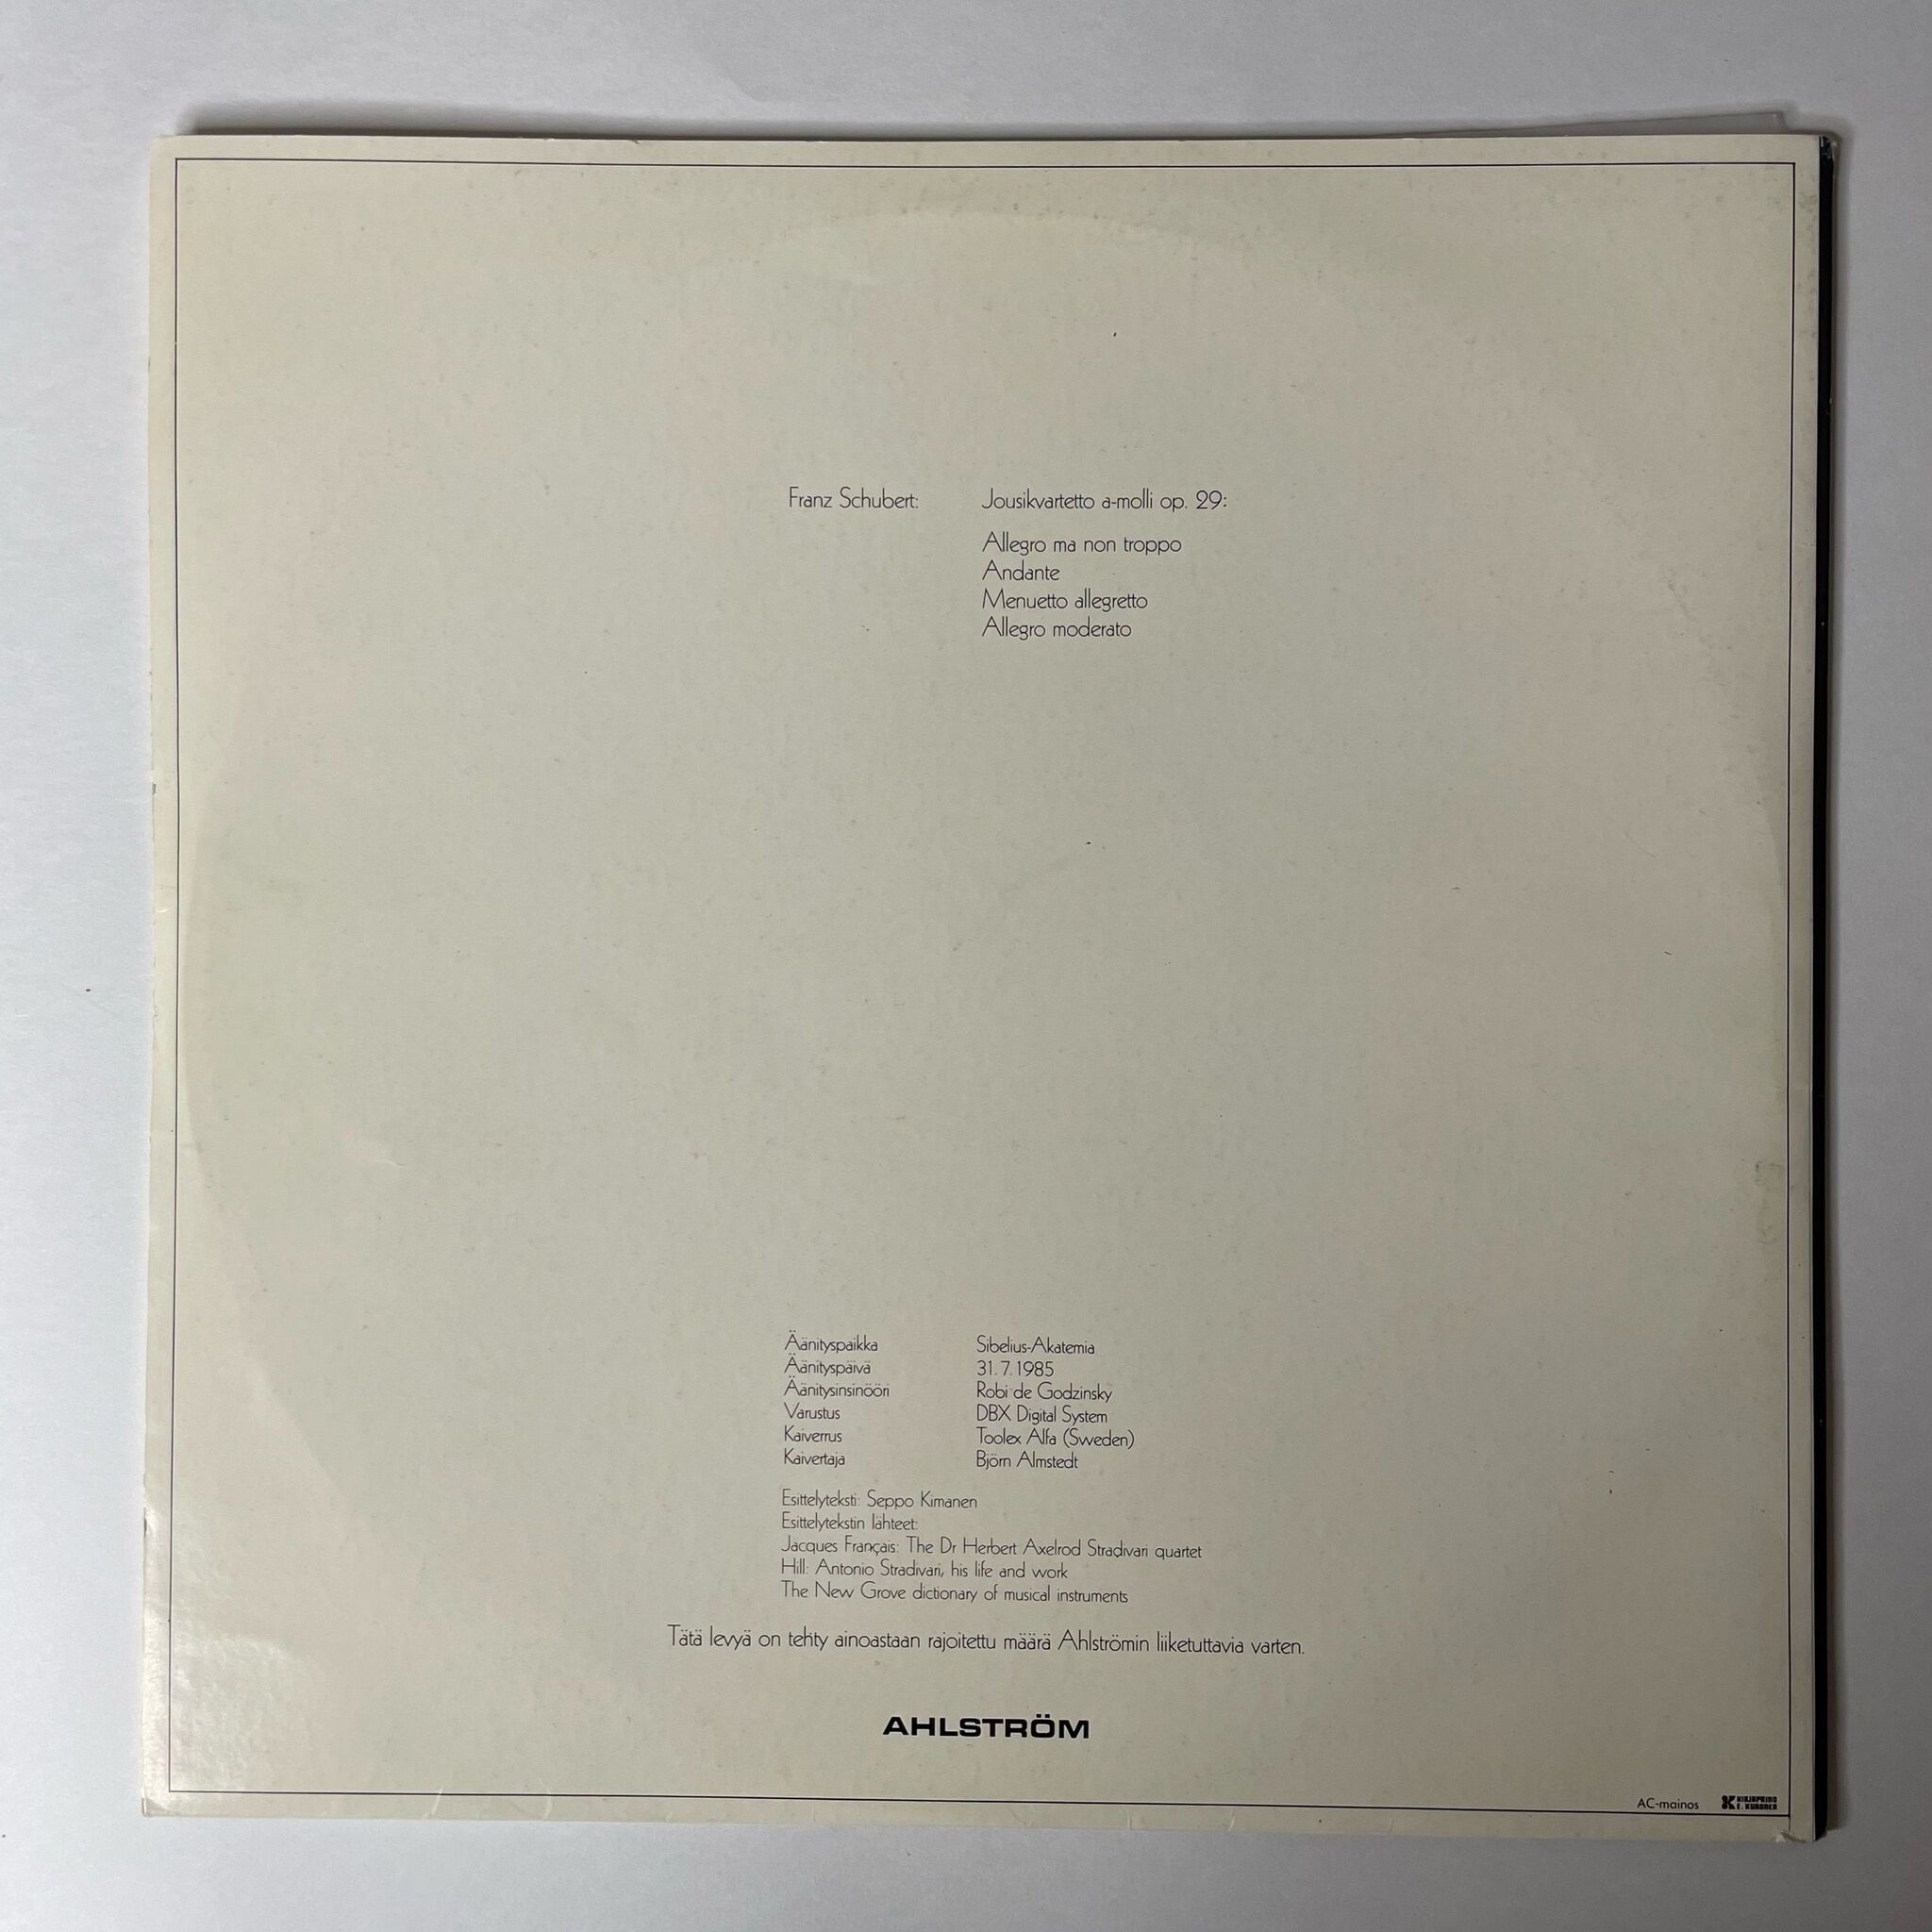 Franz Schubert: Jousikvartetto a-molli op. 29:
Allegro ma non troppo
Andante
Menuetto allegretto
Allegro moderato
Äänityspaikka Sibelius-Akatemia
Äänityspäivä 31.7.1985
Äänitysinsinööri Robi de Godzinsky
Varustus DBX Digital System
Kaiverrus Toolex Alfa (Sweden)
Kaivertaja Björn Almstedt
Esittelyteksti: Seppo Kimanen
Esittelytekstin lähteet:
Jacques Français: The Dr Herbert Axelrod Stradivari quartet
Hill: Antonio Stradivari, his life and work
The New Grove dictionary of musical instruments
Tätä levyä on tehty ainoastaan rajoitettu määrä Ahlströmin liiketuttavia varten.
AHLSTRÖM
AC-mainos K KIRJAPAINO
E. KURONEN